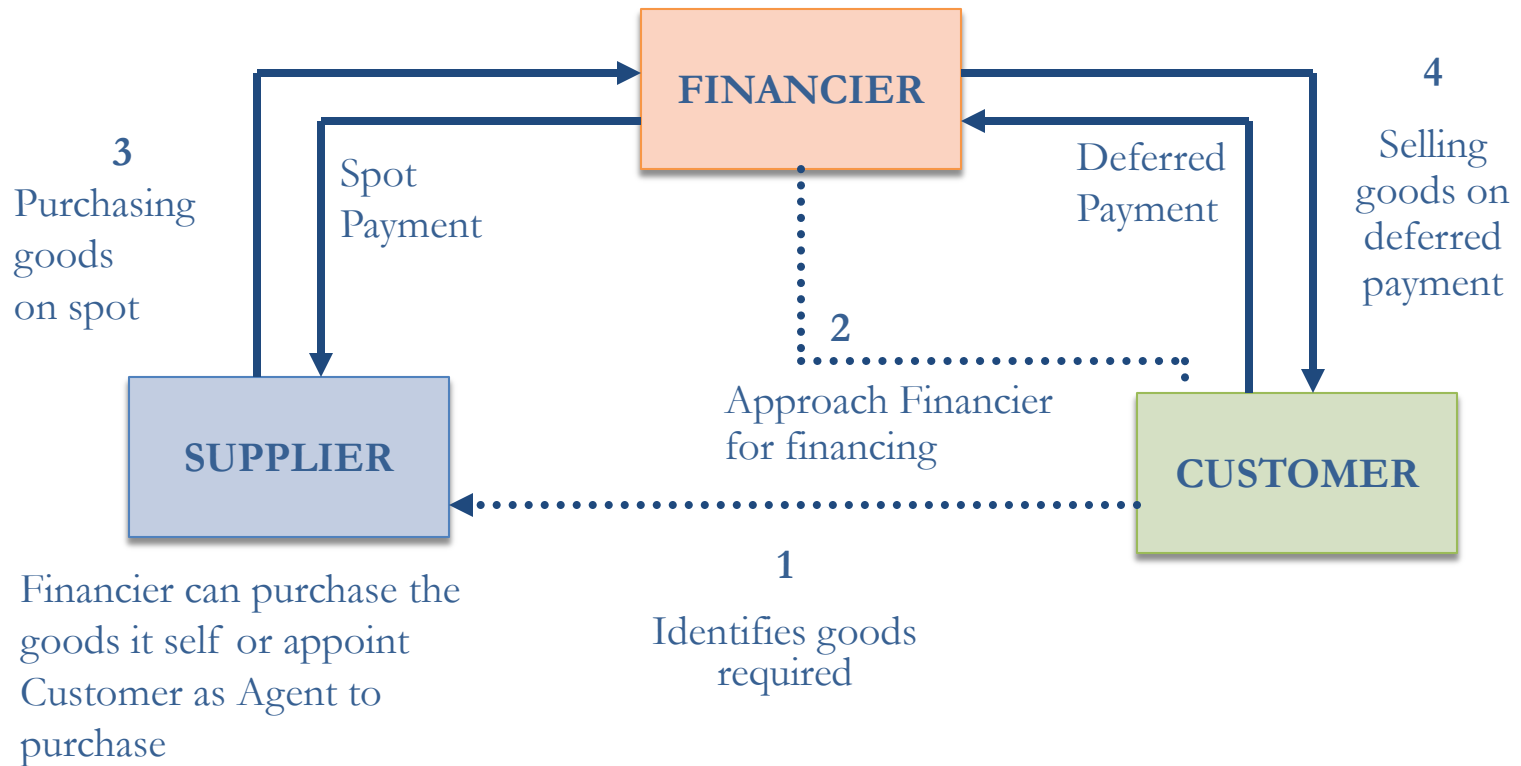 FINANCIER
4
Selling
goods on
deferred
payment
3
Purchasing
goods
on spot
Spot
Payment
Deferred
Payment
2
Approach Financier
for financing
SUPPLIER
CUSTOMER
1
Identifies goods
required
Financier can purchase the
goods it self or appoint
Customer as Agent to
purchase